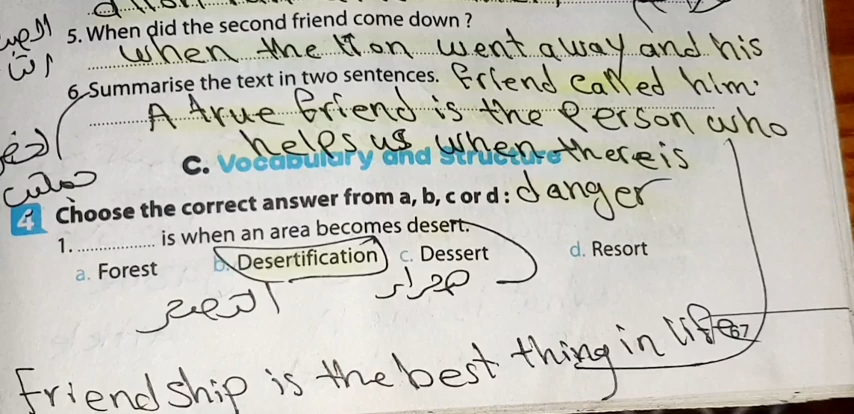 5. When did the second friend come down ?
When the lion went away and his
friend called him.
6. Summarise the text in two sentences.
A true friend is the person who
helps us when there is
danger
C. Vocabulary and Structure
4 Choose the correct answer from a, b, c or d :
1. ................ is when an area becomes desert.
a. Forest b. Desertification c. Dessert d. Resort
التصحر صحراء
67
Friendship is the best thing in life